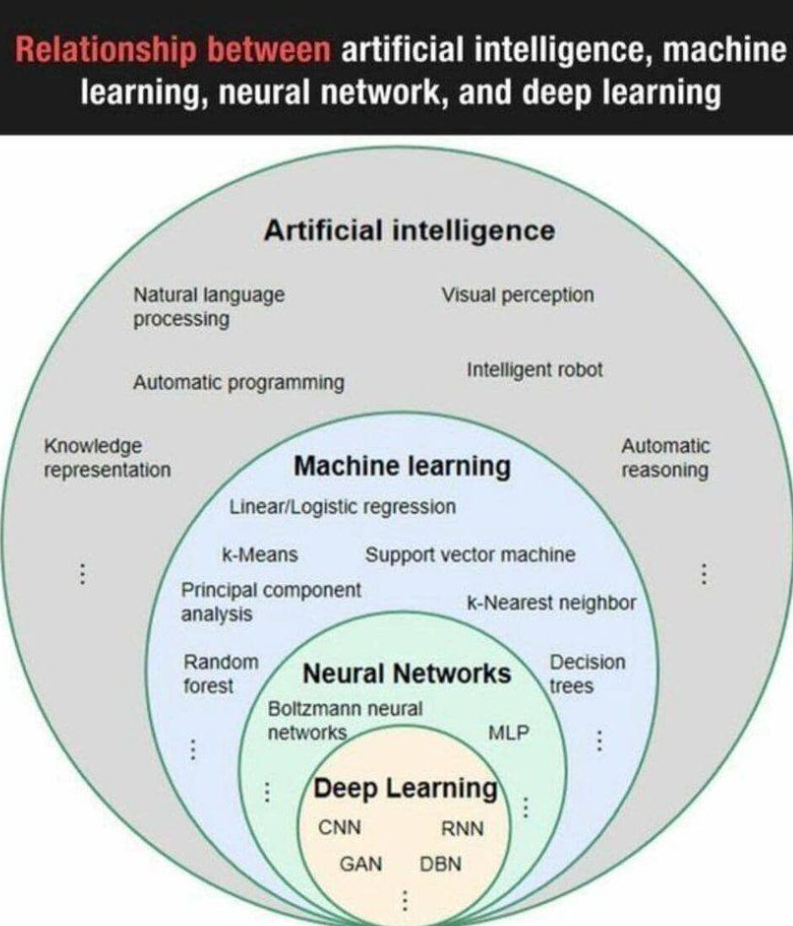 Relationship between artificial intelligence, machine
learning, neural network, and deep learning
Artificial intelligence
Natural language
processing
Visual perception
Automatic programming
Intelligent robot
Knowledge
representation
Automatic
reasoning
⋮
⋮
Machine learning
Linear/Logistic regression
k-Means
Support vector machine
Principal component
analysis
k-Nearest neighbor
Random
forest
Decision
trees
⋮
⋮
Neural Networks
Boltzmann neural
networks
MLP
⋮
⋮
Deep Learning
CNN
RNN
GAN
DBN
⋮